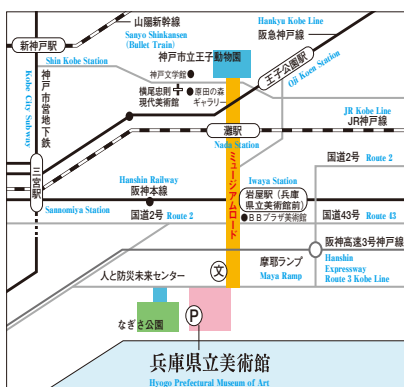 山陽新幹線
Sanyo Shinkansen
(Bullet Train)
Hankyu Kobe Line
阪急神戸線
新神戸駅
Shin Kobe Station
神戸市立王子動物園
王子公園駅
Oji Koen Station
神戸文学館
横尾忠則
現代美術館
原田の森
ギャラリー
神戸市営地下鉄
Kobe City Subway
JR Kobe Line
JR神戸線
灘駅
Nada Station
ミュージアムロード
国道2号 Route 2
三宮駅
Sannomiya Station
Hanshin Railway
阪神本線
国道2号 Route 2
Iwaya Station
岩屋駅(兵庫
県立美術館前)
BBプラザ美術館
国道43号 Route 43
阪神高速3号神戸線
Hanshin
Expressway
Route 3 Kobe Line
摩耶ランプ
Maya Ramp
人と防災未来センター
文
なぎさ公園
P
兵庫県立美術館
Hyogo Prefectural Museum of Art